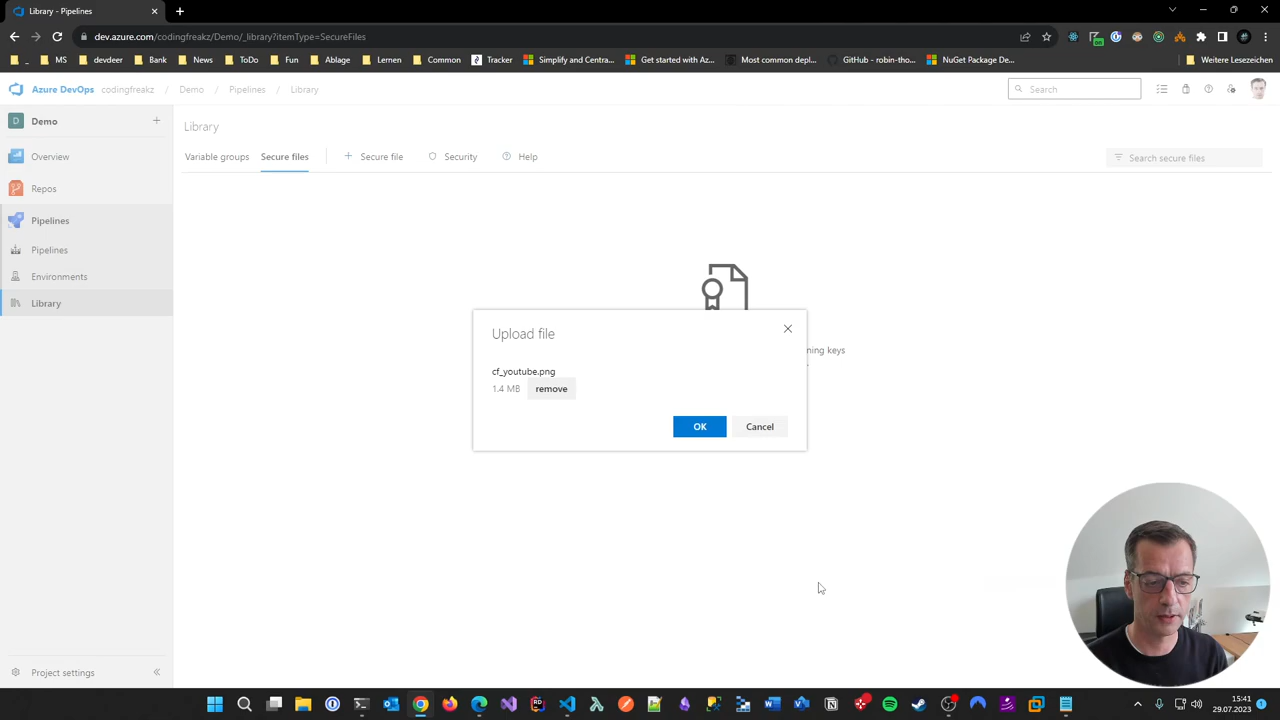 Library - Pipelines
dev.azure.com/codingfreakz/Demo/_library?itemType=SecureFiles
MS devdeer Bank News ToDo Fun Ablage Lernen Common Tracker Simplify and Centra... Get started with Az... Most common depl... GitHub - robin-tho... NuGet Package De... Weitere Lesezeichen
Azure DevOps codingfreakz / Demo / Pipelines / Library
Search
D Demo
Overview
Repos
Pipelines
Pipelines
Environments
Library
Project settings
Library
Variable groups Secure files Secure file Security Help
Search secure files
ning keys
Upload file
cf_youtube.png
1.4 MB remove
OK Cancel
15:41
29.07.2023